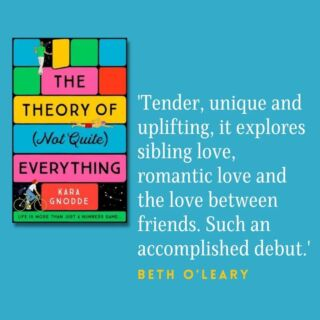 THE
THEORY OF
(Not Quite)
EVERYTHING
KARA
GNODDE
LIFE IS MORE THAN JUST A NUMBERS GAME...
'Tender, unique and
uplifting, it explores
sibling love,
romantic love and
the love between
friends. Such an
accomplished debut.'
BETH O'LEARY